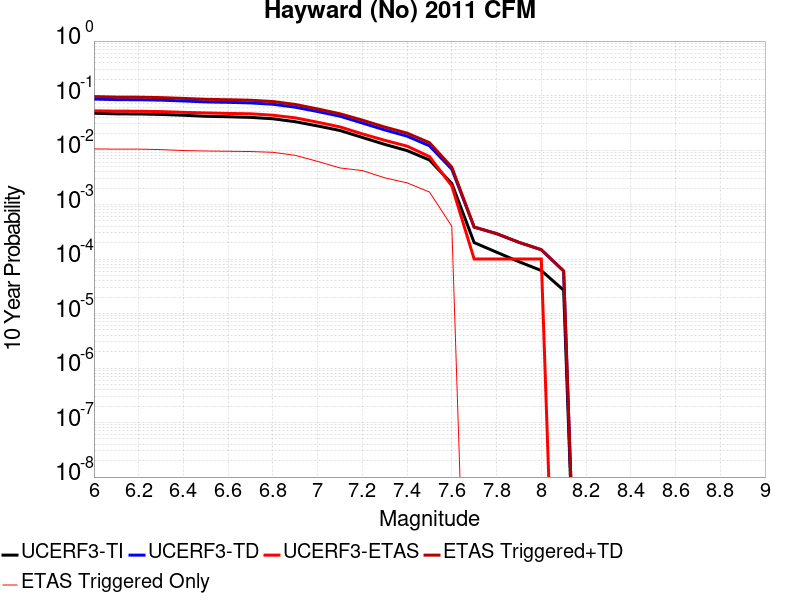 Hayward (No) 2011 CFM
10 Year Probability
10^0
10^-1
10^-2
10^-3
10^-4
10^-5
10^-6
10^-7
10^-8
6 6.2 6.4 6.6 6.8 7 7.2 7.4 7.6 7.8 8 8.2 8.4 8.6 8.8 9
Magnitude
UCERF3-TI UCERF3-TD UCERF3-ETAS ETAS Triggered+TD
ETAS Triggered Only